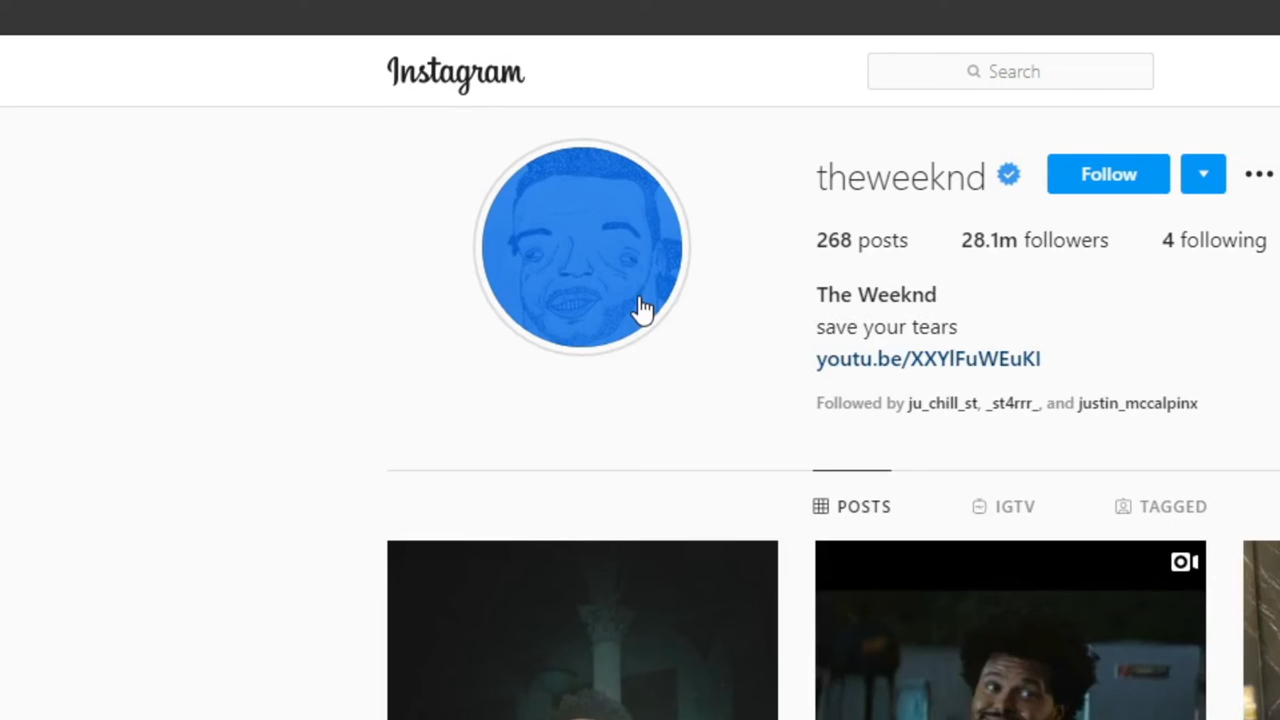 Instagram
Search
theweeknd
Follow
268 posts
28.1m followers
4 following
The Weeknd
save your tears
youtu.be/XXYlFuWEuKI
Followed by ju_chill_st, _st4rrr_, and justin_mccalpinx
POSTS
IGTV
TAGGED